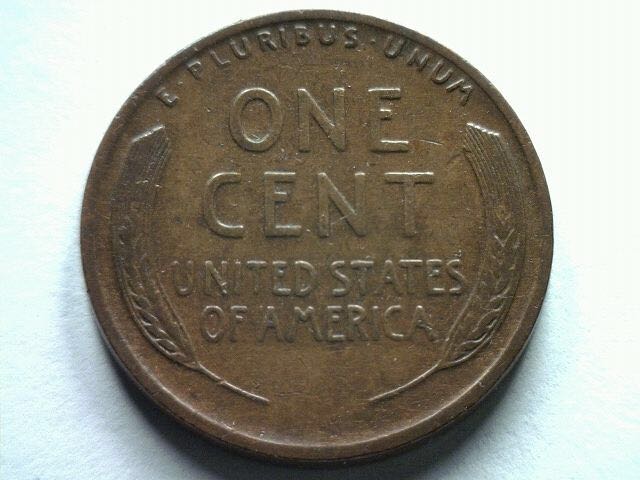 E · PLURIBUS · UNUM
ONE
CENT
UNITED STATES
OF AMERICA